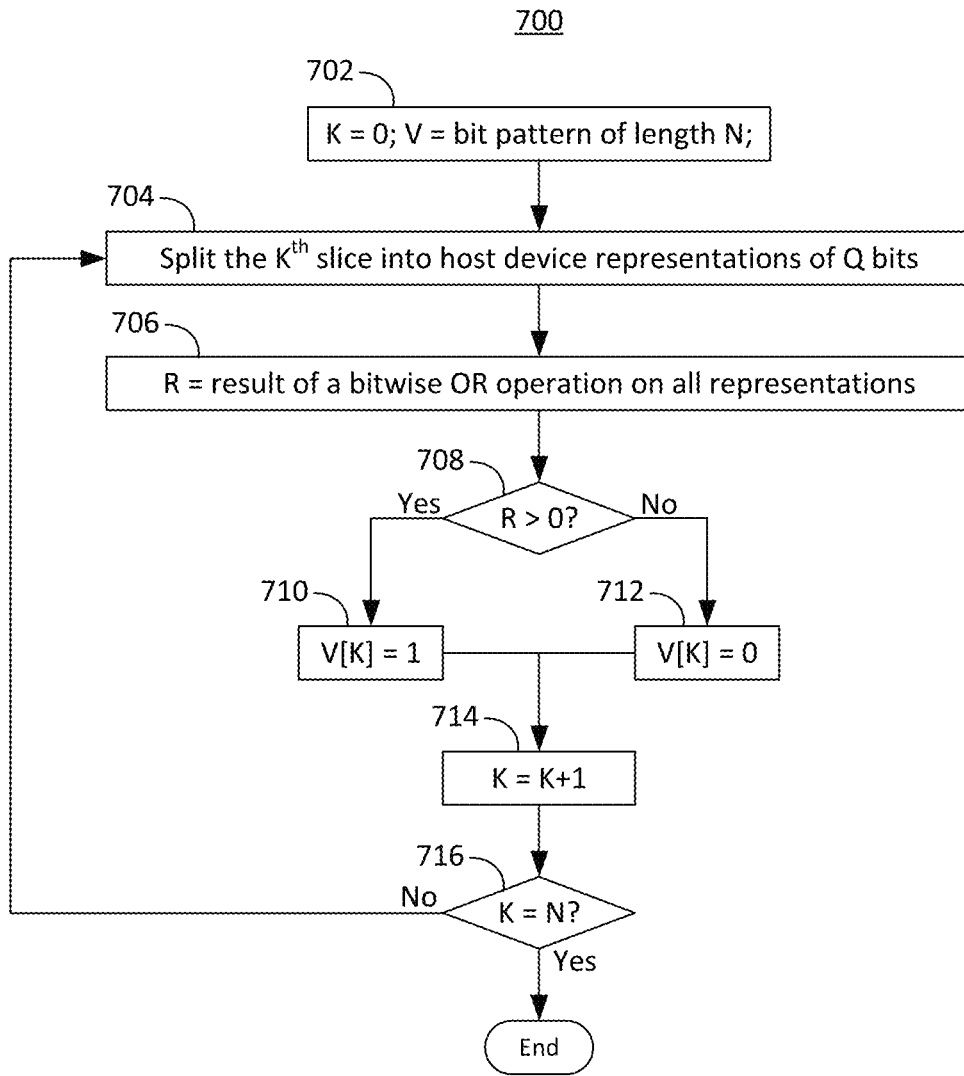 700
702
K = 0; V = bit pattern of length N;
704
Split the Kth slice into host device representations of Q bits
706
R = result of a bitwise OR operation on all representations
708
Yes
R > 0?
No
710
712
V[K] = 1
V[K] = 0
714
K = K+1
716
No
K = N?
Yes
End